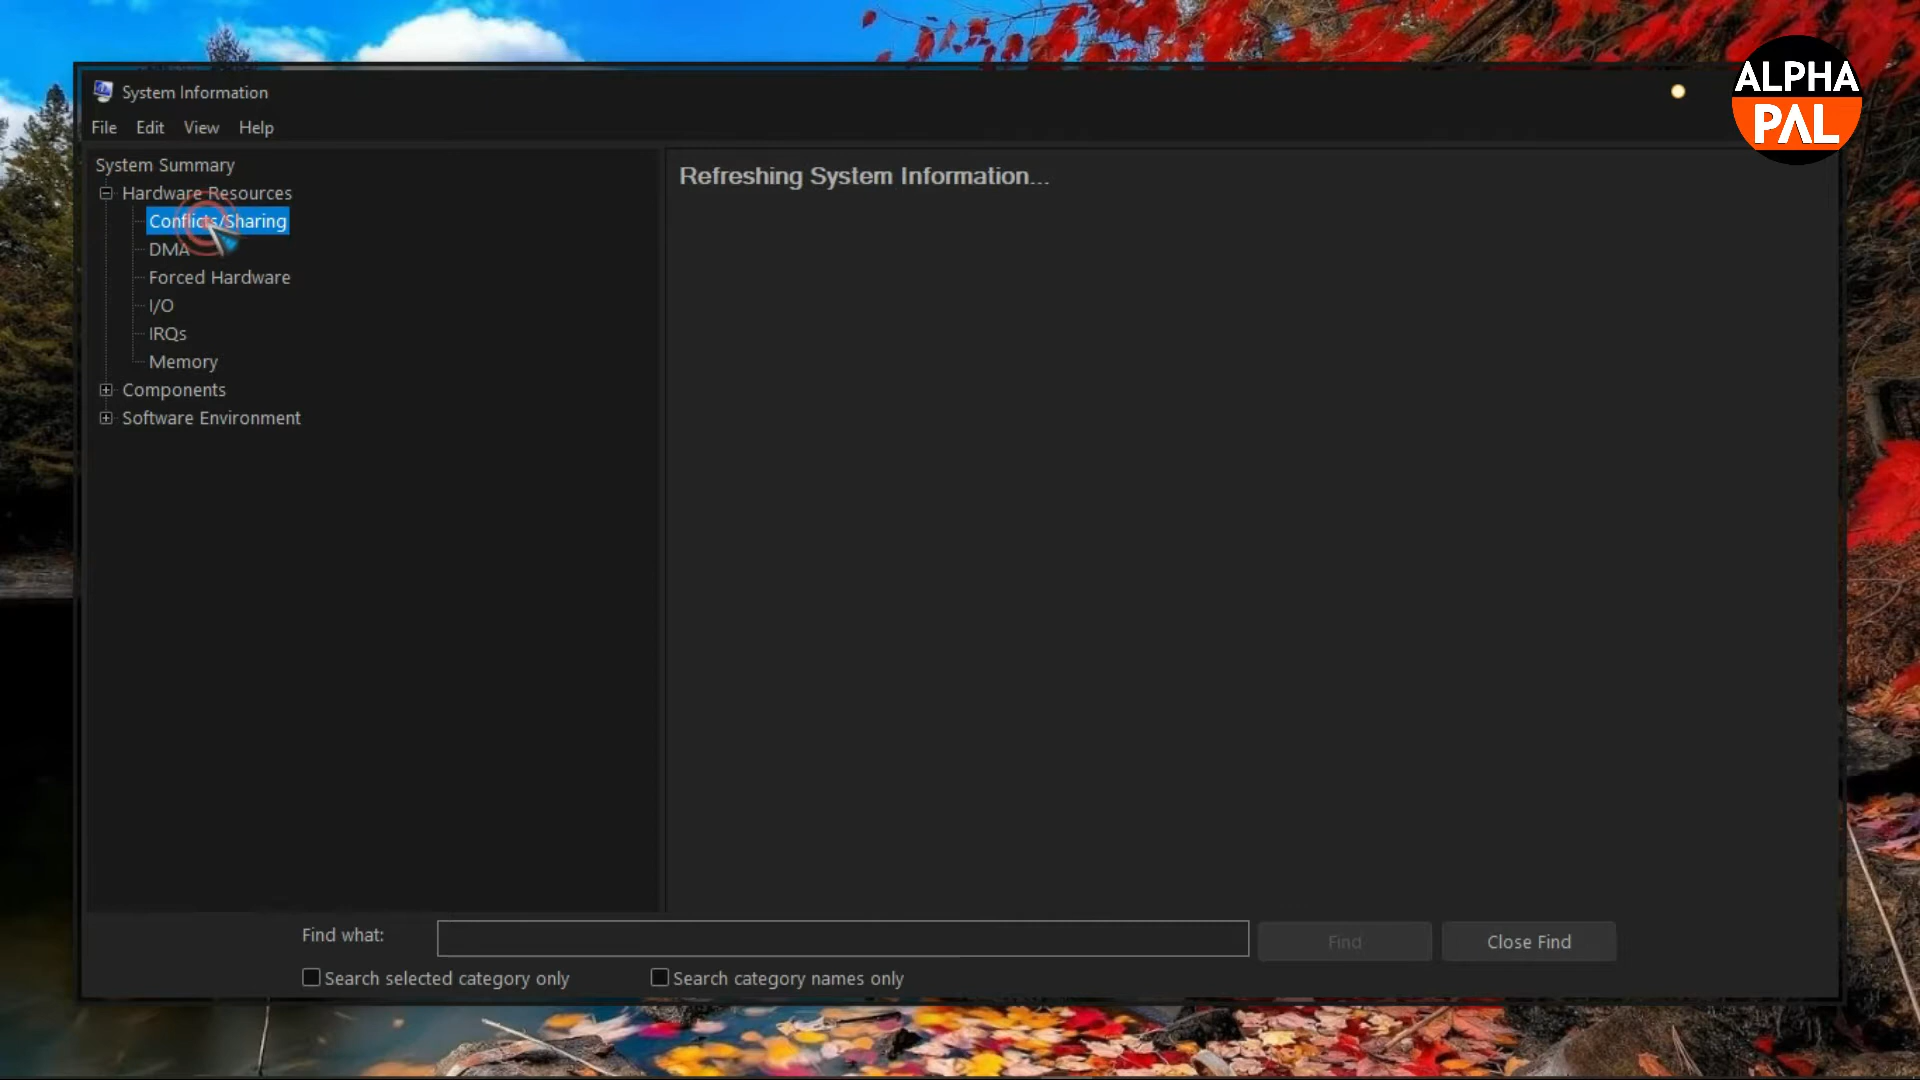 System Information
ALPHA
PAL
File Edit View Help
System Summary
Hardware Resources
Conflicts/Sharing
DMA
Forced Hardware
I/O
IRQs
Memory
Components
Software Environment
Refreshing System Information...
Find what:
Find
Close Find
Search selected category only
Search category names only